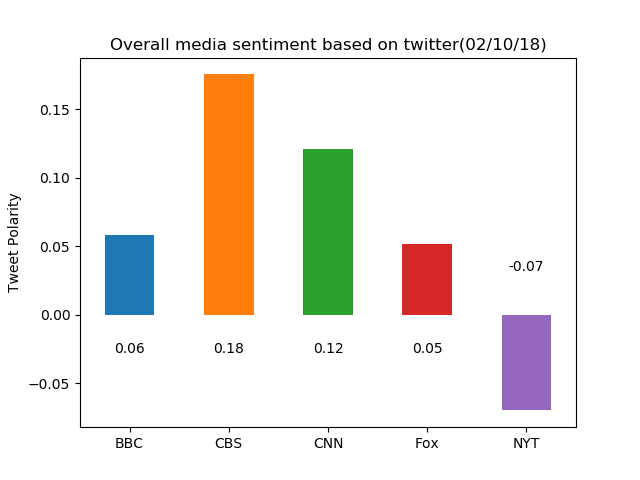 Overall media sentiment based on twitter(02/10/18)
Tweet Polarity
0.15
0.10
0.05
0.00
−0.05
-0.07
0.06
0.18
0.12
0.05
BBC
CBS
CNN
Fox
NYT